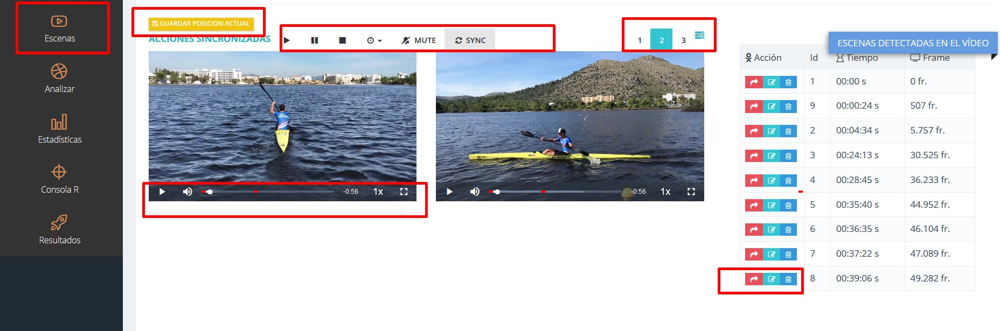 Escenas
Analizar
Estadísticas
Consola R
Resultados
GUARDAR POSICION ACTUAL
ACCIONES SINCRONIZADAS
MUTE
SYNC
1 2 3
-0:56 1x
-0:56 1x
ESCENAS DETECTADAS EN EL VÍDEO
Acción Id Tiempo Frame
1 00:00 s 0 fr.
9 00:00:24 s 507 fr.
2 00:04:34 s 5.757 fr.
3 00:24:13 s 30.525 fr.
4 00:28:45 s 36.233 fr.
5 00:35:40 s 44.952 fr.
6 00:36:35 s 46.104 fr.
7 00:37:22 s 47.089 fr.
8 00:39:06 s 49.282 fr.